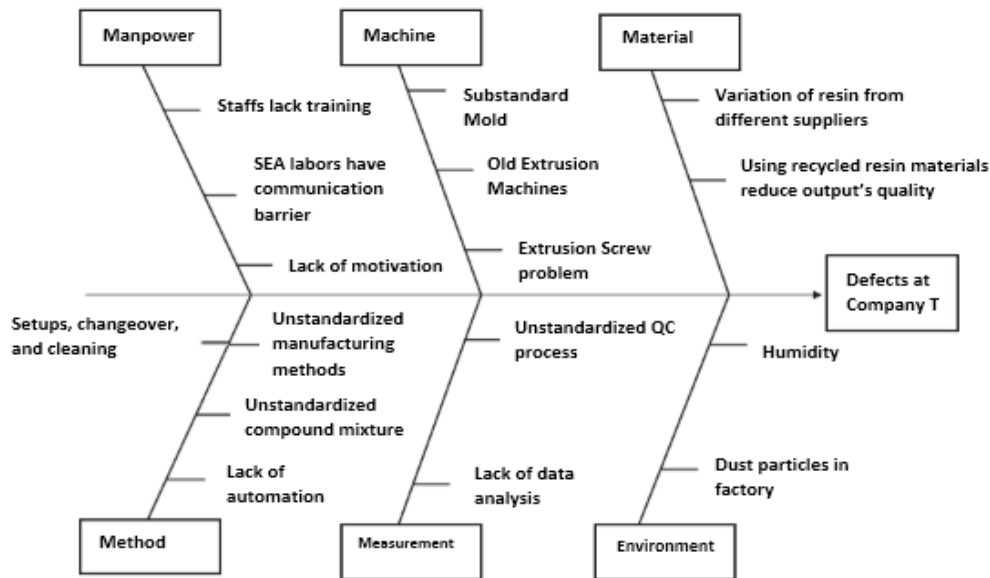 Manpower
Machine
Material
Staffs lack training
SEA labors have
communication
barrier
Lack of motivation
Substandard
Mold
Old Extrusion
Machines
Extrusion Screw
problem
Variation of resin from
different suppliers
Using recycled resin materials
reduce output's quality
Defects at
Company T
Setups, changeover,
and cleaning
Unstandardized
manufacturing
methods
Unstandardized
compound mixture
Lack of
automation
Unstandardized QC
process
Lack of data
analysis
Humidity
Dust particles in
factory
Method
Measurement
Environment